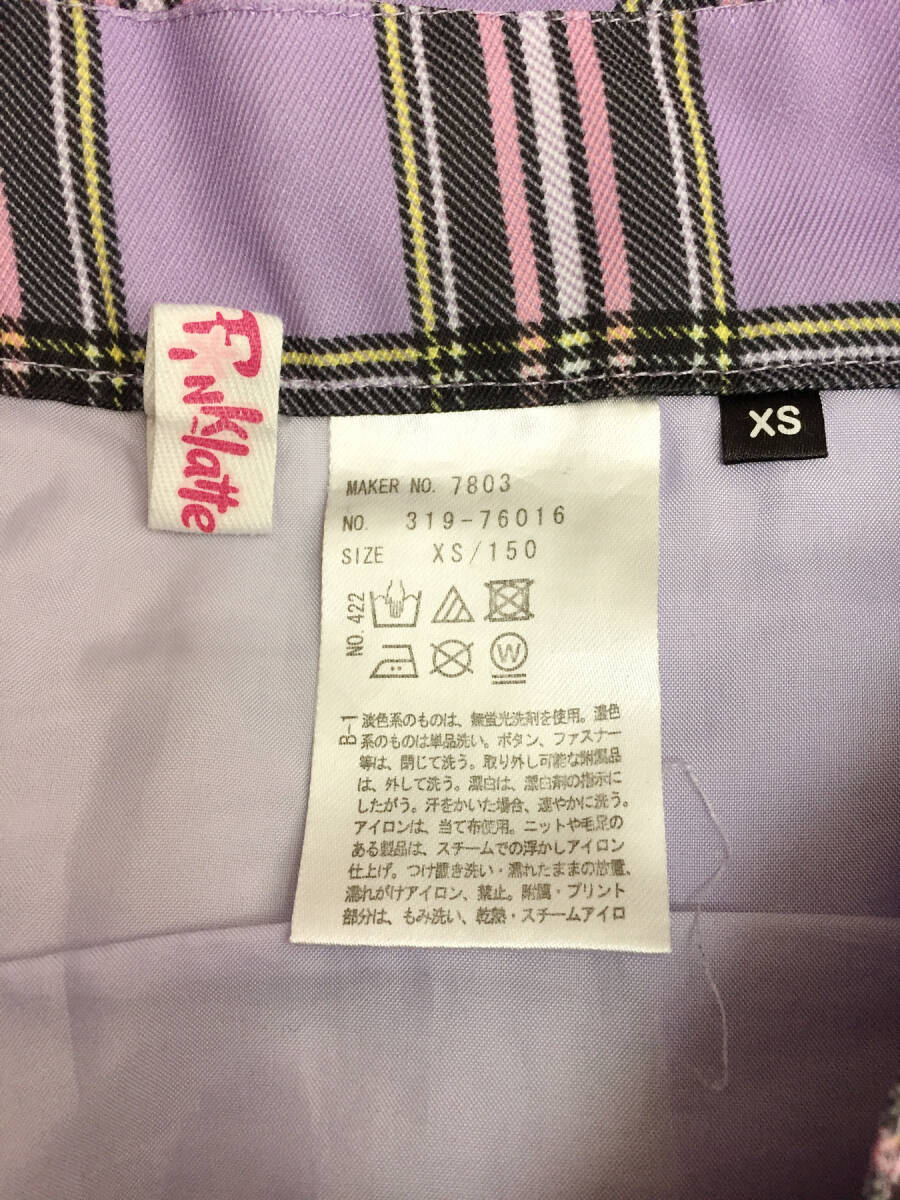 Pinklatte
XS
MAKER NO. 7803
NO. 319-76016
SIZE XS/150
NO.422
W
B-1
淡色系のものは、無蛍光洗剤を使用。濃色
系のものは単品洗い。ボタン、ファスナー
等は、閉じて洗う。取り外し可能な附属品
は、外して洗う。漂白は、漂白剤の指示に
したがう。汗をかいた場合、速やかに洗う。
アイロンは、当て布使用。ニットや毛足の
ある製品は、スチームでの浮かしアイロン
仕上げ。つけ置き洗い・濡れたままの放置、
濡れがけアイロン、禁止。附属・プリント
部分は、もみ洗い、乾熱・スチームアイロ